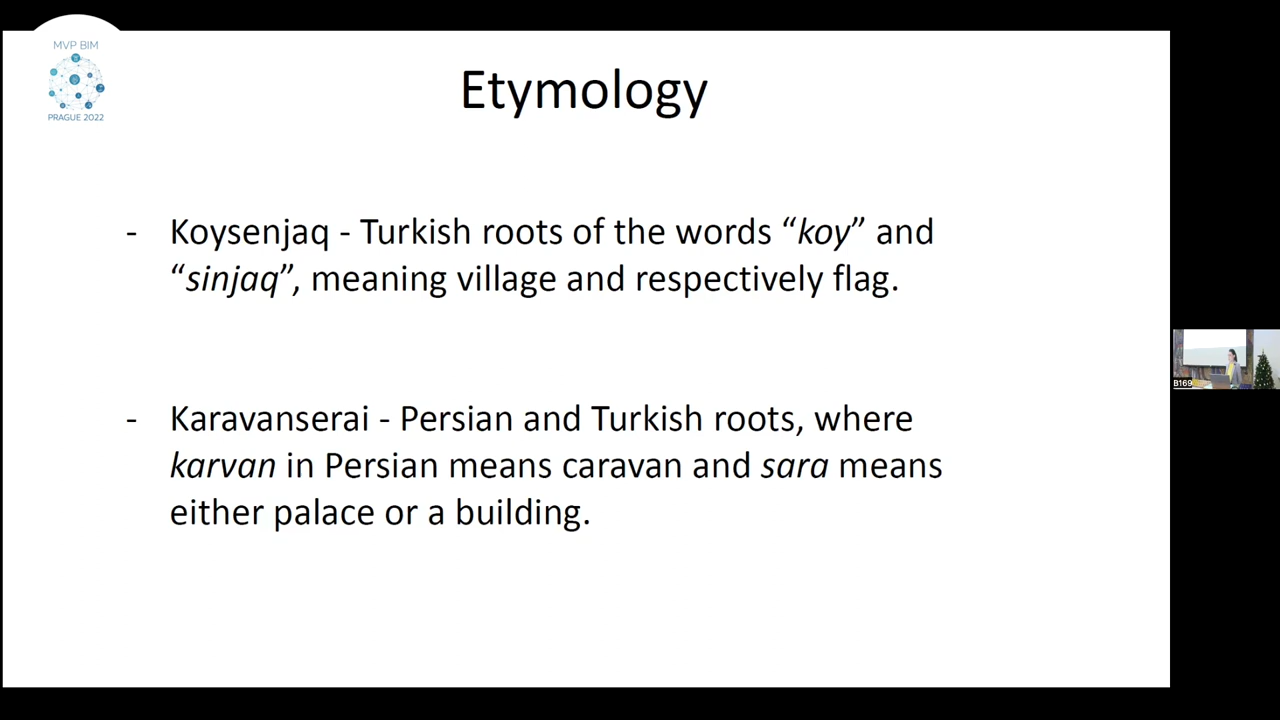 MVP BIM
PRAGUE 2022
Etymology
- Koysenjaq - Turkish roots of the words “koy” and
“sinjaq”, meaning village and respectively flag.
- Karavanserai - Persian and Turkish roots, where
karvan in Persian means caravan and sara means
either palace or a building.
B169